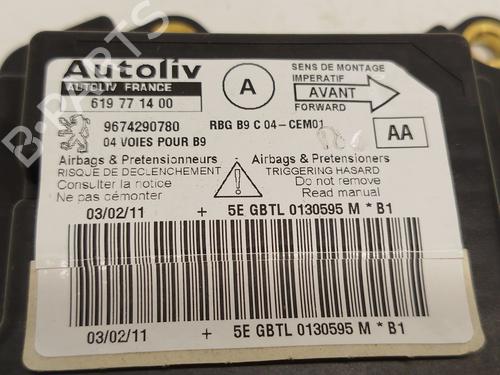 Autoliv
AUTOLIV FRANCE
619 77 14 00
A
SENS DE MONTAGE
IMPERATIF
AVANT
FORWARD
9674290780
RBG B9 C 04-CEM01
04 VOIES POUR B9
AA
Airbags & Pretensionneurs
RISQUE DE DECLENCHEMENT
Consulter la notice
Ne pas démonter
Airbags & Pretensioners
TRIGGERING HASARD
Do not remove
Read manual
03/02/11 + 5E GBTL 0130595 M * B1
03/02/11 + 5E GBTL 0130595 M * B1
B-PARTS